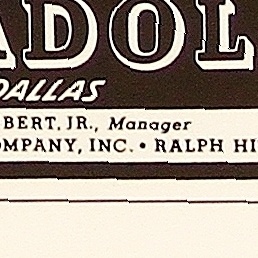 ADOL
DALLAS
BERT, JR., Manager
OMPANY, INC. • RALPH HI